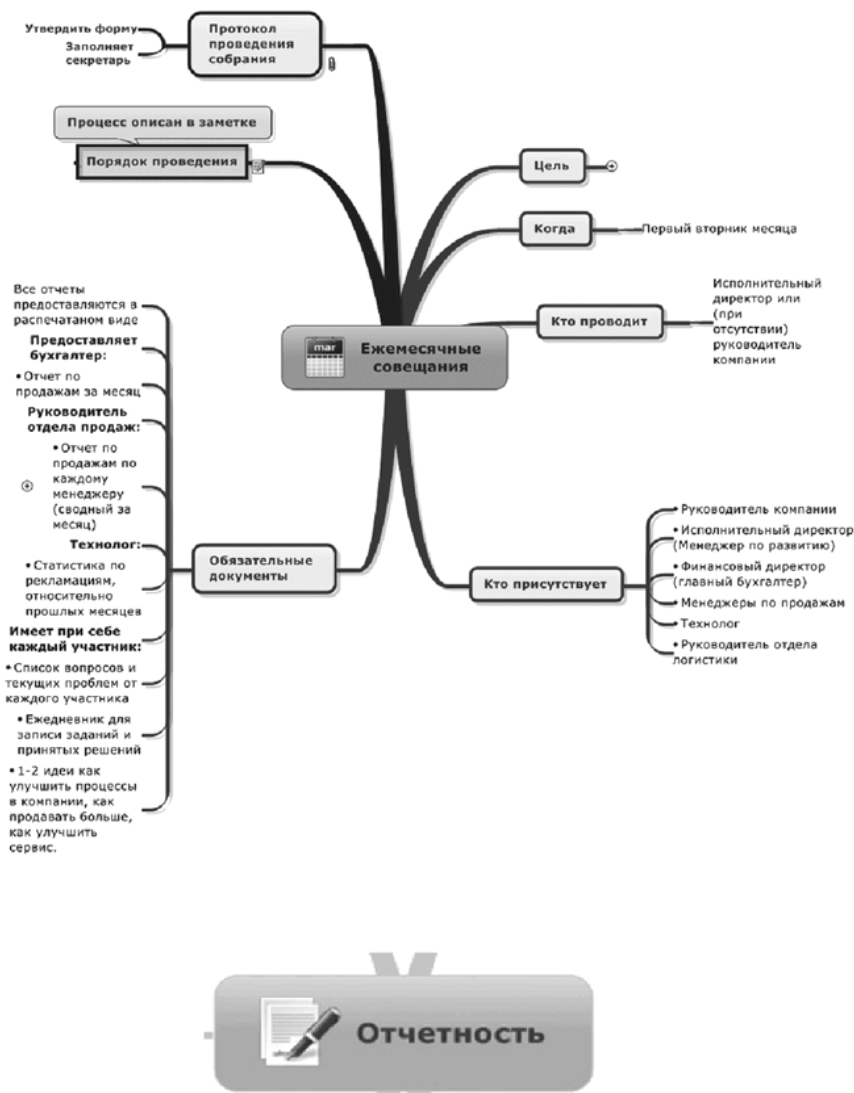 Утвердить форму
Заполняет
секретарь
Протокол
проведения
собрания
Процесс описан в заметке
Порядок проведения
Цель
Когда
Первый вторник месяца
Кто проводит
Исполнительный
директор или
(при
отсутствии)
руководитель
компании
mar
Ежемесячные
совещания
Все отчеты
предоставляются в
распечатаном виде
Предоставляет
бухгалтер:
• Отчет по
продажам за месяц
Руководитель
отдела продаж:
• Отчет по
продажам по
каждому
менеджеру
(сводный за
месяц)
Технолог:
• Статистика по
рекламациям,
относительно
прошлых месяцев
Имеет при себе
каждый участник:
• Список вопросов и
текущих проблем от
каждого участника
• Ежедневник для
записи заданий и
принятых решений
• 1-2 идеи как
улучшить процессы
в компании, как
продавать больше,
как улучшить
сервис.
Обязательные
документы
Кто присутствует
• Руководитель компании
• Исполнительный директор
(Менеджер по развитию)
• Финансовый директор
(главный бухгалтер)
• Менеджеры по продажам
• Технолог
• Руководитель отдела
логистики
Отчетность